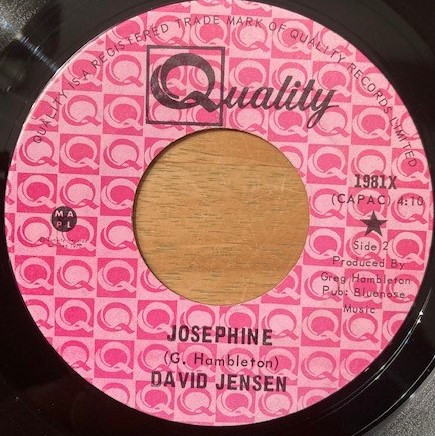 QUALITY IS A REGISTERED TRADE MARK OF QUALITY RECORDS LIMITED
Quality
1981X
(CAPAC) 4:10
MA
PL
Side 2
Produced By
Greg Hambleton
Pub: Bluenose
Music
JOSEPHINE
(G. Hambleton)
DAVID JENSEN